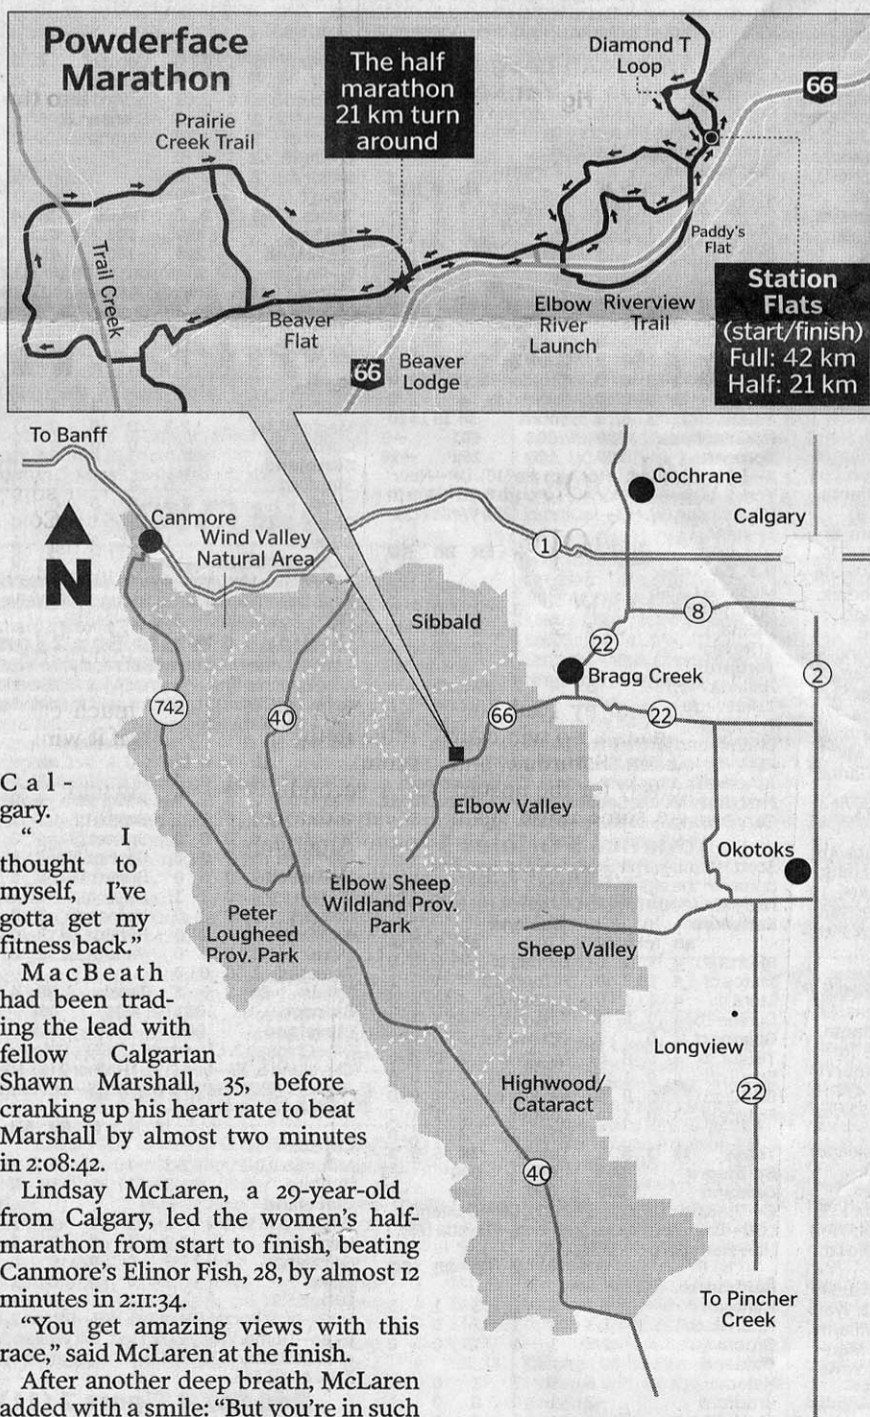 Powderface
Marathon
The half
marathon
21 km turn
around
Diamond T
Loop
66
Prairie
Creek Trail
Trail Creek
Paddy's
Flat
Station
Flats
(start/finish)
Full: 42 km
Half: 21 km
Beaver
Flat
Elbow
River
Launch
Riverview
Trail
66
Beaver
Lodge
To Banff
Cochrane
Canmore
Calgary
N
Wind Valley
Natural Area
1
Sibbald
8
22
Bragg Creek
2
742
40
66
22
Elbow Valley
Okotoks
Elbow Sheep
Wildland Prov.
Park
Peter
Lougheed
Prov. Park
Sheep Valley
Longview
Highwood/
Cataract
22
40
To Pincher
Creek
Cal-
gary.
“ I
thought to
myself, I’ve
gotta get my
fitness back.”
MacBeath
had been trad-
ing the lead with
fellow Calgarian
Shawn Marshall, 35, before
cranking up his heart rate to beat
Marshall by almost two minutes
in 2:08:42.
Lindsay McLaren, a 29-year-old
from Calgary, led the women’s half-
marathon from start to finish, beating
Canmore’s Elinor Fish, 28, by almost 12
minutes in 2:11:34.
“You get amazing views with this
race,” said McLaren at the finish.
After another deep breath, McLaren
added with a smile: “But you’re in such